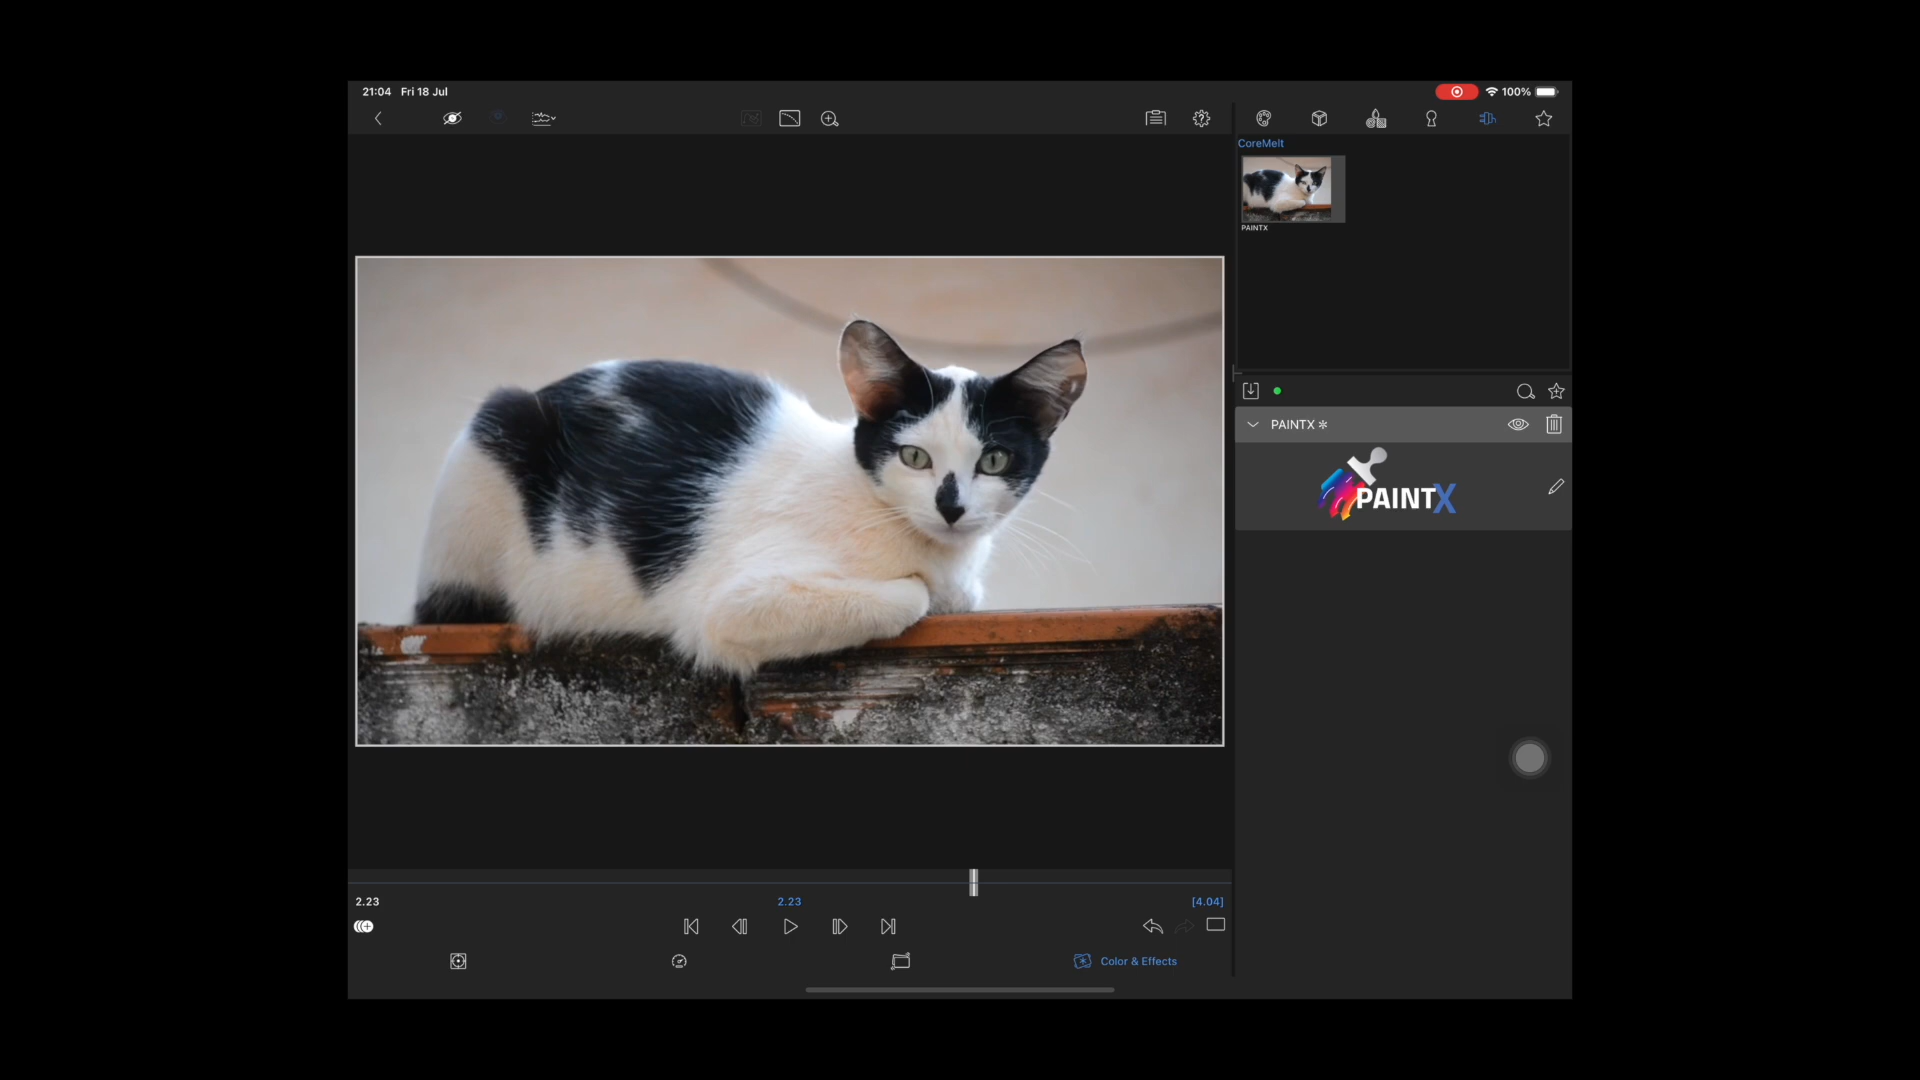 21:04 Fri 18 Jul
100%
CoreMelt
PAINTX
PAINTX
PAINTX
2.23
2.23
[4.04]
Color & Effects